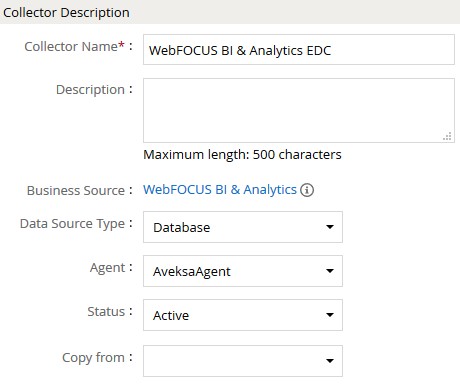 Collector Description
Collector Name* : WebFOCUS BI & Analytics EDC
Description :
Maximum length: 500 characters
Business Source : WebFOCUS BI & Analytics
Data Source Type : Database
Agent : AveksaAgent
Status : Active
Copy from :